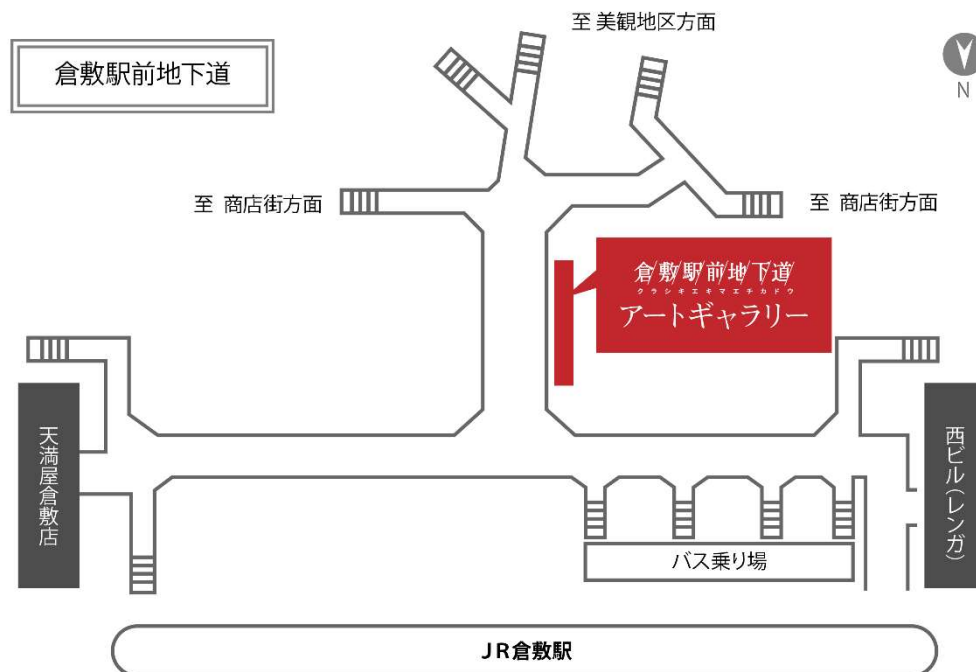 至 美観地区方面
倉敷駅前地下道
N
至 商店街方面
至 商店街方面
倉敷駅前地下道
クラシキエキマエチカドウ
アートギャラリー
天満屋倉敷店
西ビル(レンガ)
バス乗り場
JR倉敷駅